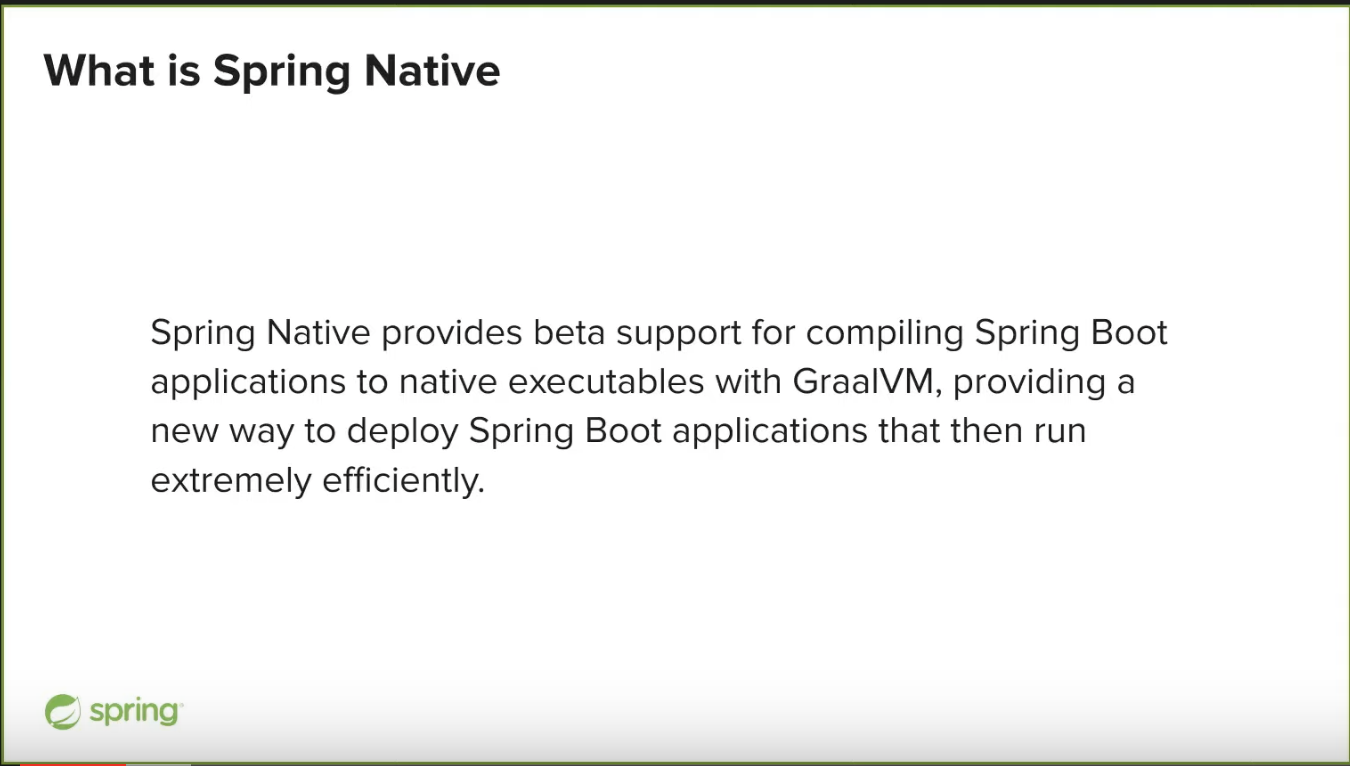 What is Spring Native
Spring Native provides beta support for compiling Spring Boot
applications to native executables with GraalVM, providing a
new way to deploy Spring Boot applications that then run
extremely efficiently.
spring